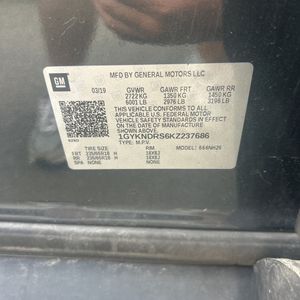 GM
MFD BY GENERAL MOTORS LLC
03/19 GVWR GAWR FRT GAWR RR
2722 KG 1350 KG 1450 KG
6001 LB 2976 LB 3196 LB
THIS VEHICLE CONFORMS TO ALL
APPLICABLE U.S. FEDERAL MOTOR
VEHICLE SAFETY STANDARDS IN EFFECT
ON THE DATE OF MANUFACTURE
SHOWN ABOVE.
1GYKNDRS6KZ237686
TYPE: M.P.V.
TIRE SIZE RIM MODEL:
FRT 235/65R18 H 18X8J
RR 235/65R18 H 18X8J
SPA NONE NONE